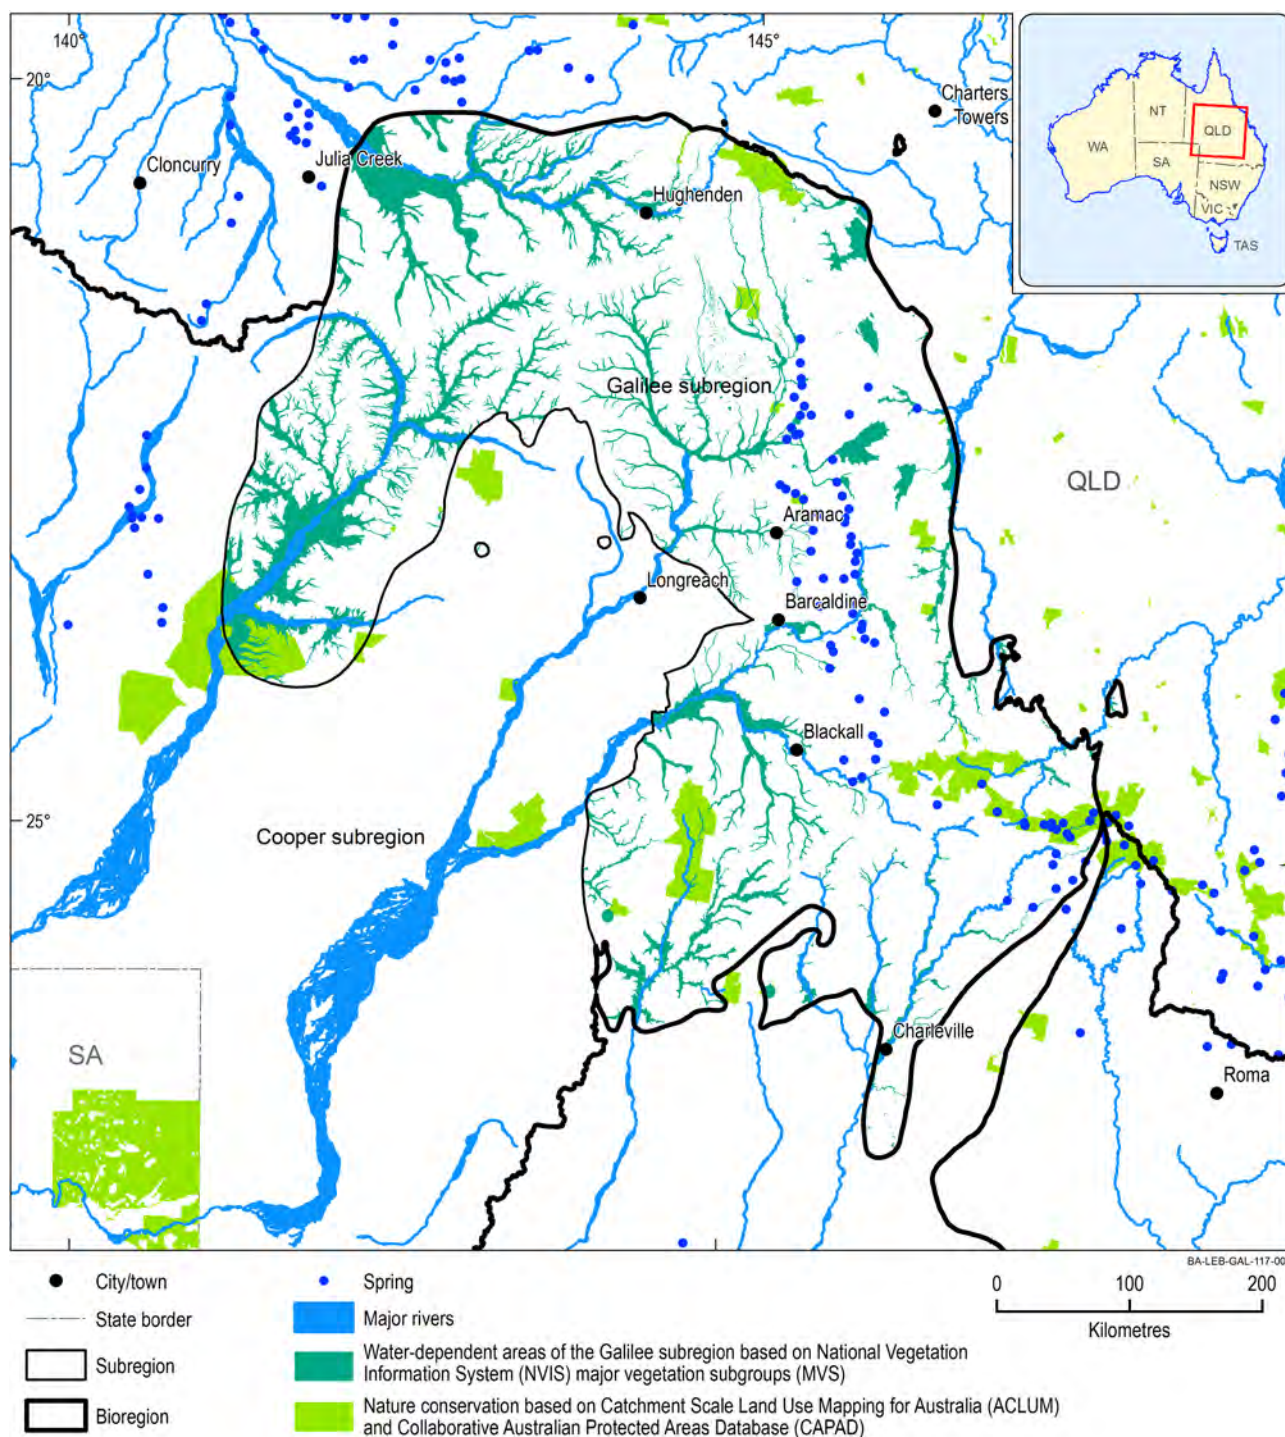 140°
145°
20°
25°
Charters
Towers
Cloncurry
Julia Creek
Hughenden
NT
QLD
WA
SA
NSW
VIC
TAS
Galilee subregion
QLD
Aramac
Longreach
Barcaldine
Blackall
Cooper subregion
SA
Charleville
Roma
BA-LEB-GAL-117-00
City/town
State border
Subregion
Bioregion
Spring
Major rivers
Water-dependent areas of the Galilee subregion based on National Vegetation
Information System (NVIS) major vegetation subgroups (MVS)
Nature conservation based on Catchment Scale Land Use Mapping for Australia (ACLUM)
and Collaborative Australian Protected Areas Database (CAPAD)
0 100 200
Kilometres